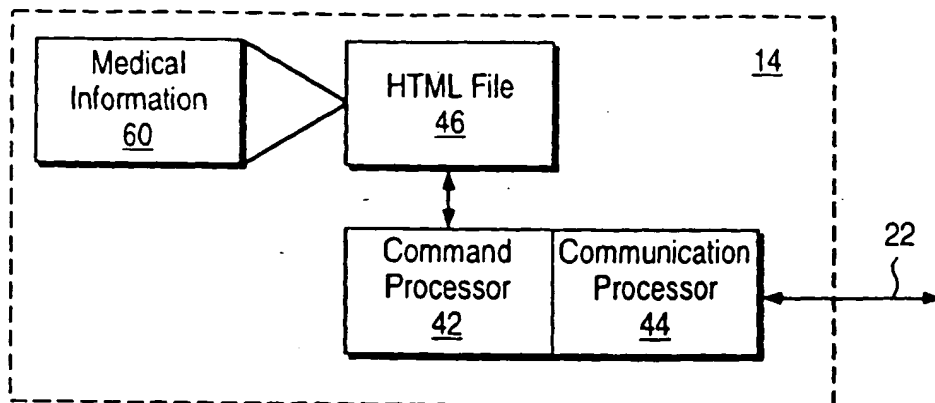 Medical
Information
60
HTML File
46
14
Command
Processor
42
Communication
Processor
44
22